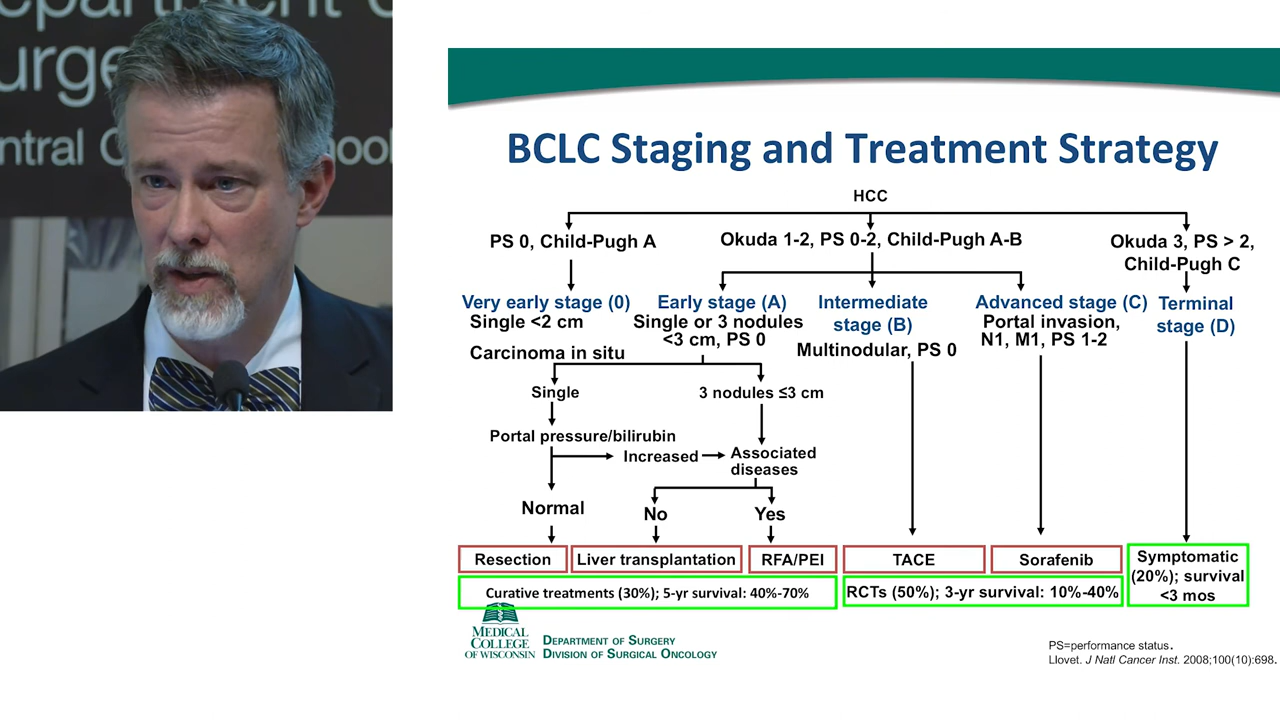 BCLC Staging and Treatment Strategy
HCC
PS 0, Child-Pugh A
Okuda 1-2, PS 0-2, Child-Pugh A-B
Okuda 3, PS > 2,
Child-Pugh C
Very early stage (0)
Single <2 cm
Carcinoma in situ
Early stage (A)
Single or 3 nodules
<3 cm, PS 0
Intermediate
stage (B)
Multinodular, PS 0
Advanced stage (C)
Portal invasion,
N1, M1, PS 1-2
Terminal
stage (D)
Single
3 nodules ≤3 cm
Portal pressure/bilirubin
Increased
Associated
diseases
Normal
No
Yes
Resection
Liver transplantation
RFA/PEI
TACE
Sorafenib
Symptomatic
(20%); survival
<3 mos
Curative treatments (30%); 5-yr survival: 40%-70%
RCTs (50%); 3-yr survival: 10%-40%
MEDICAL
COLLEGE
OF WISCONSIN
DEPARTMENT OF SURGERY
DIVISION OF SURGICAL ONCOLOGY
PS=performance status.
Llovet. J Natl Cancer Inst. 2008;100(10):698.